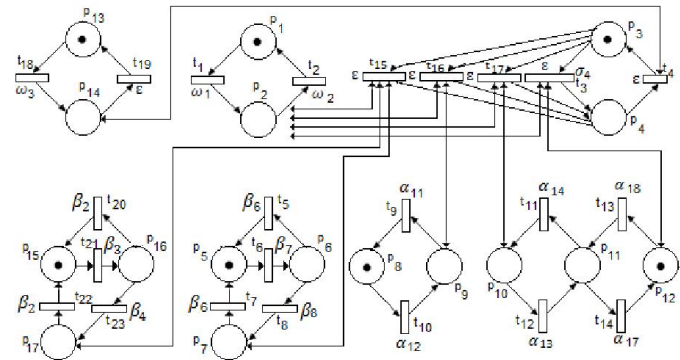 p13
p1
p3
t18
t19
t1
t2
t15
t16
t17
ε
σ4
t4
ε
ε
ε
t3
ε
ω3
p14
ε
ω1
p2
ω2
p4
β2
t20
β6
t5
α11
α14
α18
t9
t11
t13
p15
t21
β3
p16
p5
t6
β7
p6
p8
p9
p10
p11
p12
β2
t22
β6
t7
t23
β4
t8
β8
t10
t12
t14
α12
α13
α17
p17
p7